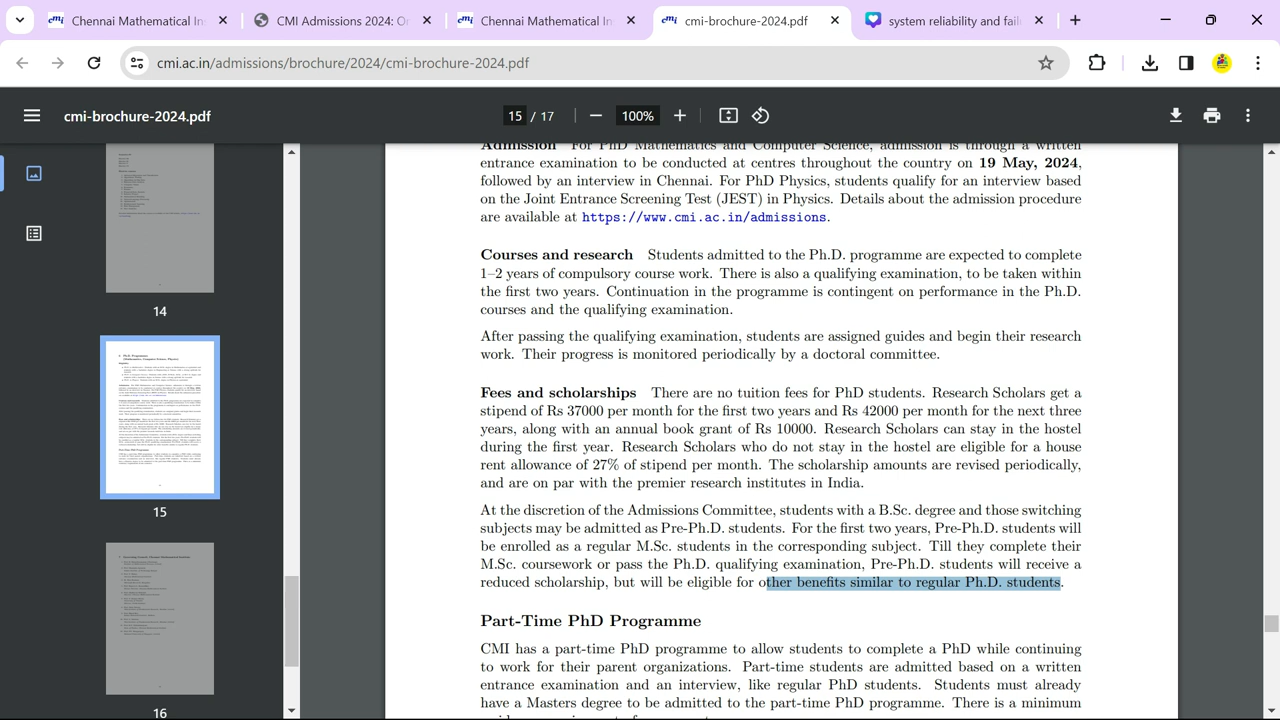 Chennai Mathematical Ins
CMI Admissions 2024: On
Chennai Mathematical In
cmi-brochure-2024.pdf
system reliability and fail
cmi.ac.in/admissions/brochure/2024/cmi-brochure-2024.pdf
cmi-brochure-2024.pdf
15 / 17
100%
14
15
16
entrance examination to be conducted at centres throughout the country on 19 May, 2024,
followed by an interview in Chennai. For PhD Physics, students qualify for an interview based
on their performance in Joint Screening Test (JEST) in Physics. Details about the admission procedure
are available at https://www.cmi.ac.in/admissions.
Courses and research Students admitted to the Ph.D. programme are expected to complete
1–2 years of compulsory course work. There is also a qualifying examination, to be taken within
the first two years. Continuation in the programme is contingent on performance in the Ph.D.
courses and the qualifying examination.
After passing the qualifying examination, students are assigned guides and begin their research
work. Their progress is monitored periodically by a doctoral committee.
Fees and scholarships There are no tuition fees for PhD students. Research Scholars get a
stipend of Rs per month for the first two years and Rs per month for the next three
years, along with an annual book grant of Rs 10000. Research Scholars can stay in the hostel
Research Scholars who do not stay in the hostel are eligible for a house
rent allowance of 27% of stipend per month. The scholarship amounts are revised periodically,
and are on par with the premier research institutes in India.
At the discretion of the Admissions Committee, students with a B.Sc. degree and those switching
subjects may be admitted as Pre-Ph.D. students. For the first two years, Pre-Ph.D. students will
be enrolled along with M.Sc. students in the corresponding subject. Till they complete their
M.Sc. coursework or pass the Ph.D. qualifying examination, Pre-Ph.D. students will receive a
reduced scholarship, but will be eligible for other benefits similar to regular Ph.D. students.
Part-Time PhD Programme
CMI has a part-time PhD programme to allow students to complete a PhD while continuing
to work for their parent organizations. Part-time students are admitted based on a written
entrance examination and an interview, like regular PhD students. Students must already
have a Masters degree to be admitted to the part-time PhD programme. There is a minimum